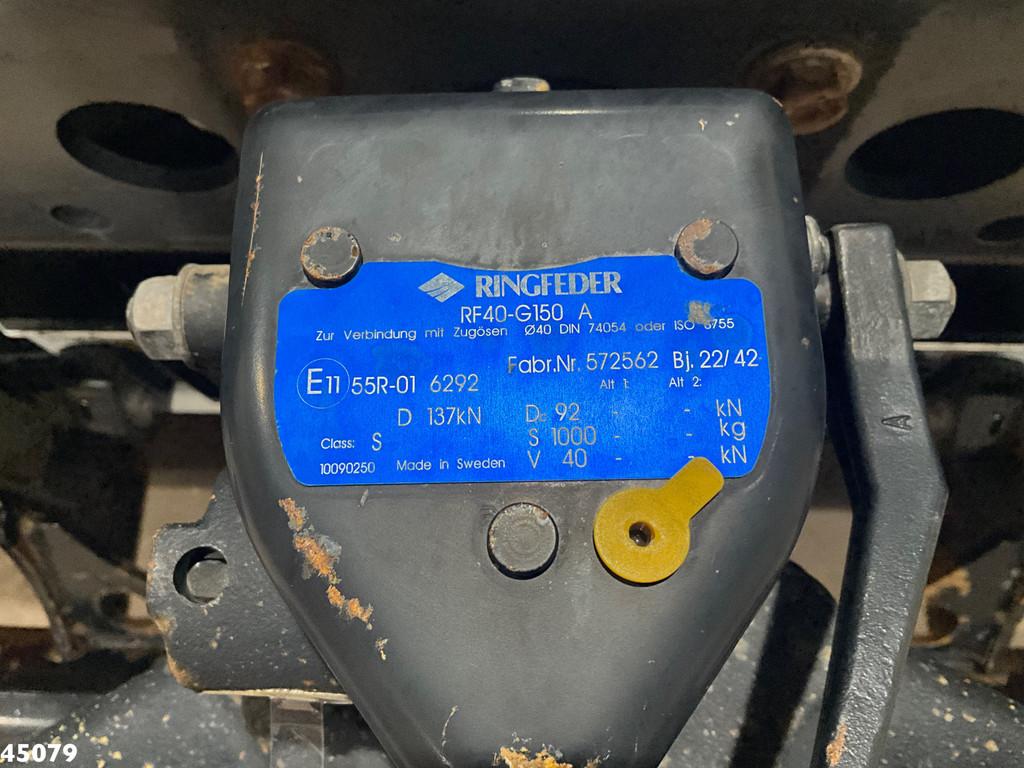 RINGFEDER
RF40-G150 A
Zur Verbindung mit Zugösen Ø40 DIN 74054 oder ISO 8755
E11 55R-01 6292
Fabr.Nr. 572562 Bj. 22/42
Alt 1: Alt 2:
D 137kN
Dc 92 - - kN
S 1000 - - kg
V 40 - - kN
Class: S
10090250 Made in Sweden
A
45079